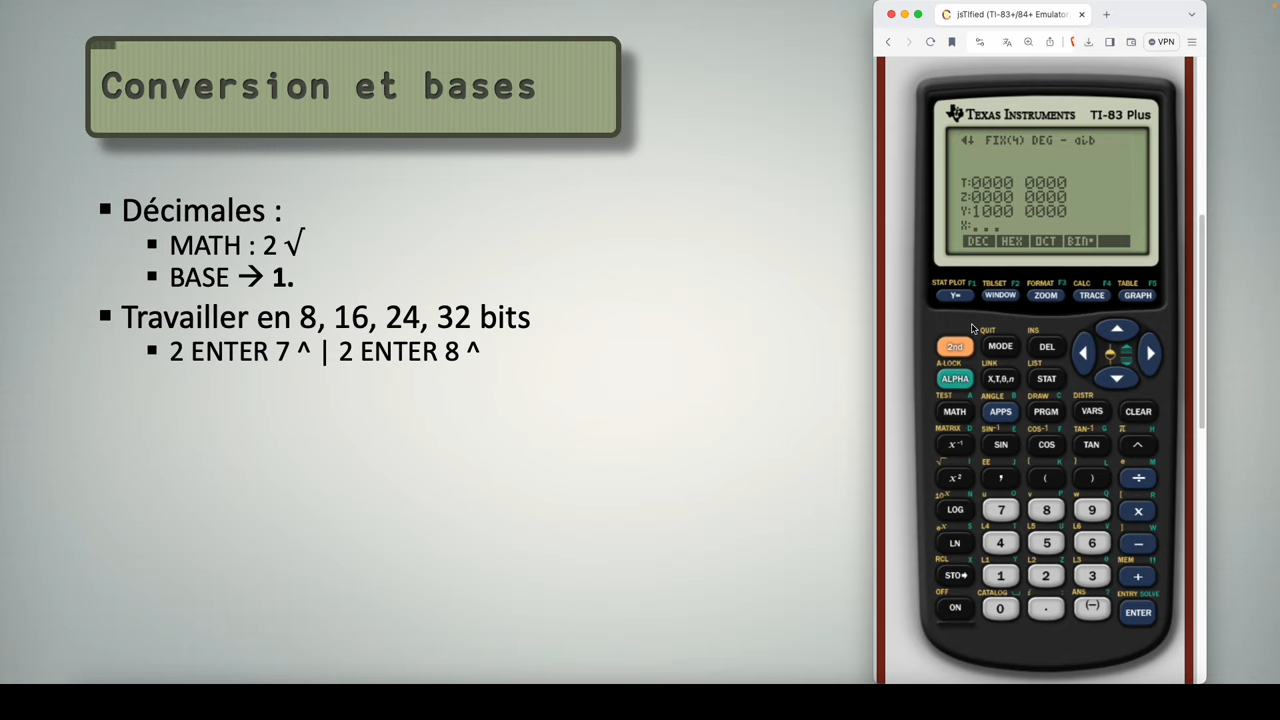 jsTIfied (TI-83+/84+ Emulator
VPN
Conversion et bases
Décimales :
MATH : 2 √
BASE → 1.
Travailler en 8, 16, 24, 32 bits
2 ENTER 7 ^ | 2 ENTER 8 ^
TEXAS INSTRUMENTS TI-83 Plus
FIX(4) DEG -
T:0000 0000
Z:0000 0000
Y:1000 0000
X:...
DEC HEX OCT BIN
STAT PLOT F1 TBLSET F2 FORMAT F3 CALC F4 TABLE F5
Y= WINDOW ZOOM TRACE GRAPH
QUIT INS
2nd MODE DEL
A-LOCK LINK LIST
ALPHA X,T,θ,n STAT
TEST A ANGLE B DRAW C DISTR
MATH APPS PRGM VARS CLEAR
MATRIX D SIN⁻¹ E COS⁻¹ F TAN⁻¹ G π H
x⁻¹ SIN COS TAN ^
√ I EE J { K } L e M
x² , ( ) ÷
10ˣ N u O v P w Q [ R
LOG 7 8 9 x
eˣ S L4 T L5 U L6 V ] W
LN 4 5 6 −
RCL X L1 Y L2 Z L3 θ MEM "
STO➔ 1 2 3 +
OFF CATALOG ⎵ i : ANS ? ENTRY SOLVE
ON 0 . (−) ENTER